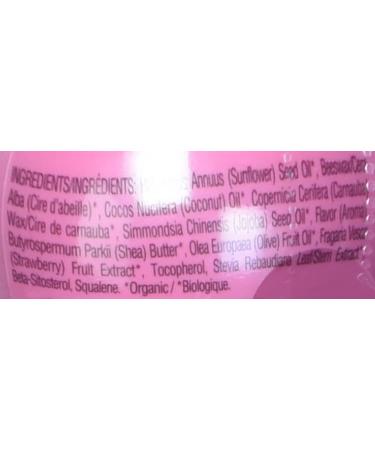 INGREDIENTS/INGRÉDIENTS: Annuus (Sunflower) Seed Oil*, Beeswax/Cera
Alba (Cire d'abeille)*, Cocos Nucifera (Coconut) Oil*, Copernicia Cerifera (Carnauba)
Wax/Cire de carnauba*, Simmondsia Chinensis (Jojoba) Seed Oil*, Flavor (Aroma)
Butyrospermum Parkii (Shea) Butter*, Olea Europaea (Olive) Fruit Oil*, Fragaria Vesca
(Strawberry) Fruit Extract*, Tocopherol, Stevia Rebaudiana Leaf/Stem Extract*
Beta-Sitosterol, Squalene. *Organic / *Biologique.